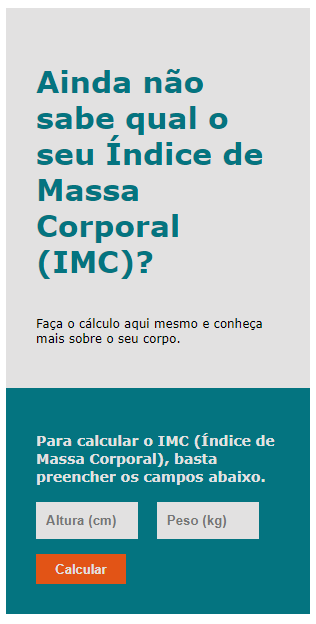 Ainda não
sabe qual o
seu Índice de
Massa
Corporal
(IMC)?
Faça o cálculo aqui mesmo e conheça
mais sobre o seu corpo.
Para calcular o IMC (Índice de
Massa Corporal), basta
preencher os campos abaixo.
Altura (cm) Peso (kg)
Calcular